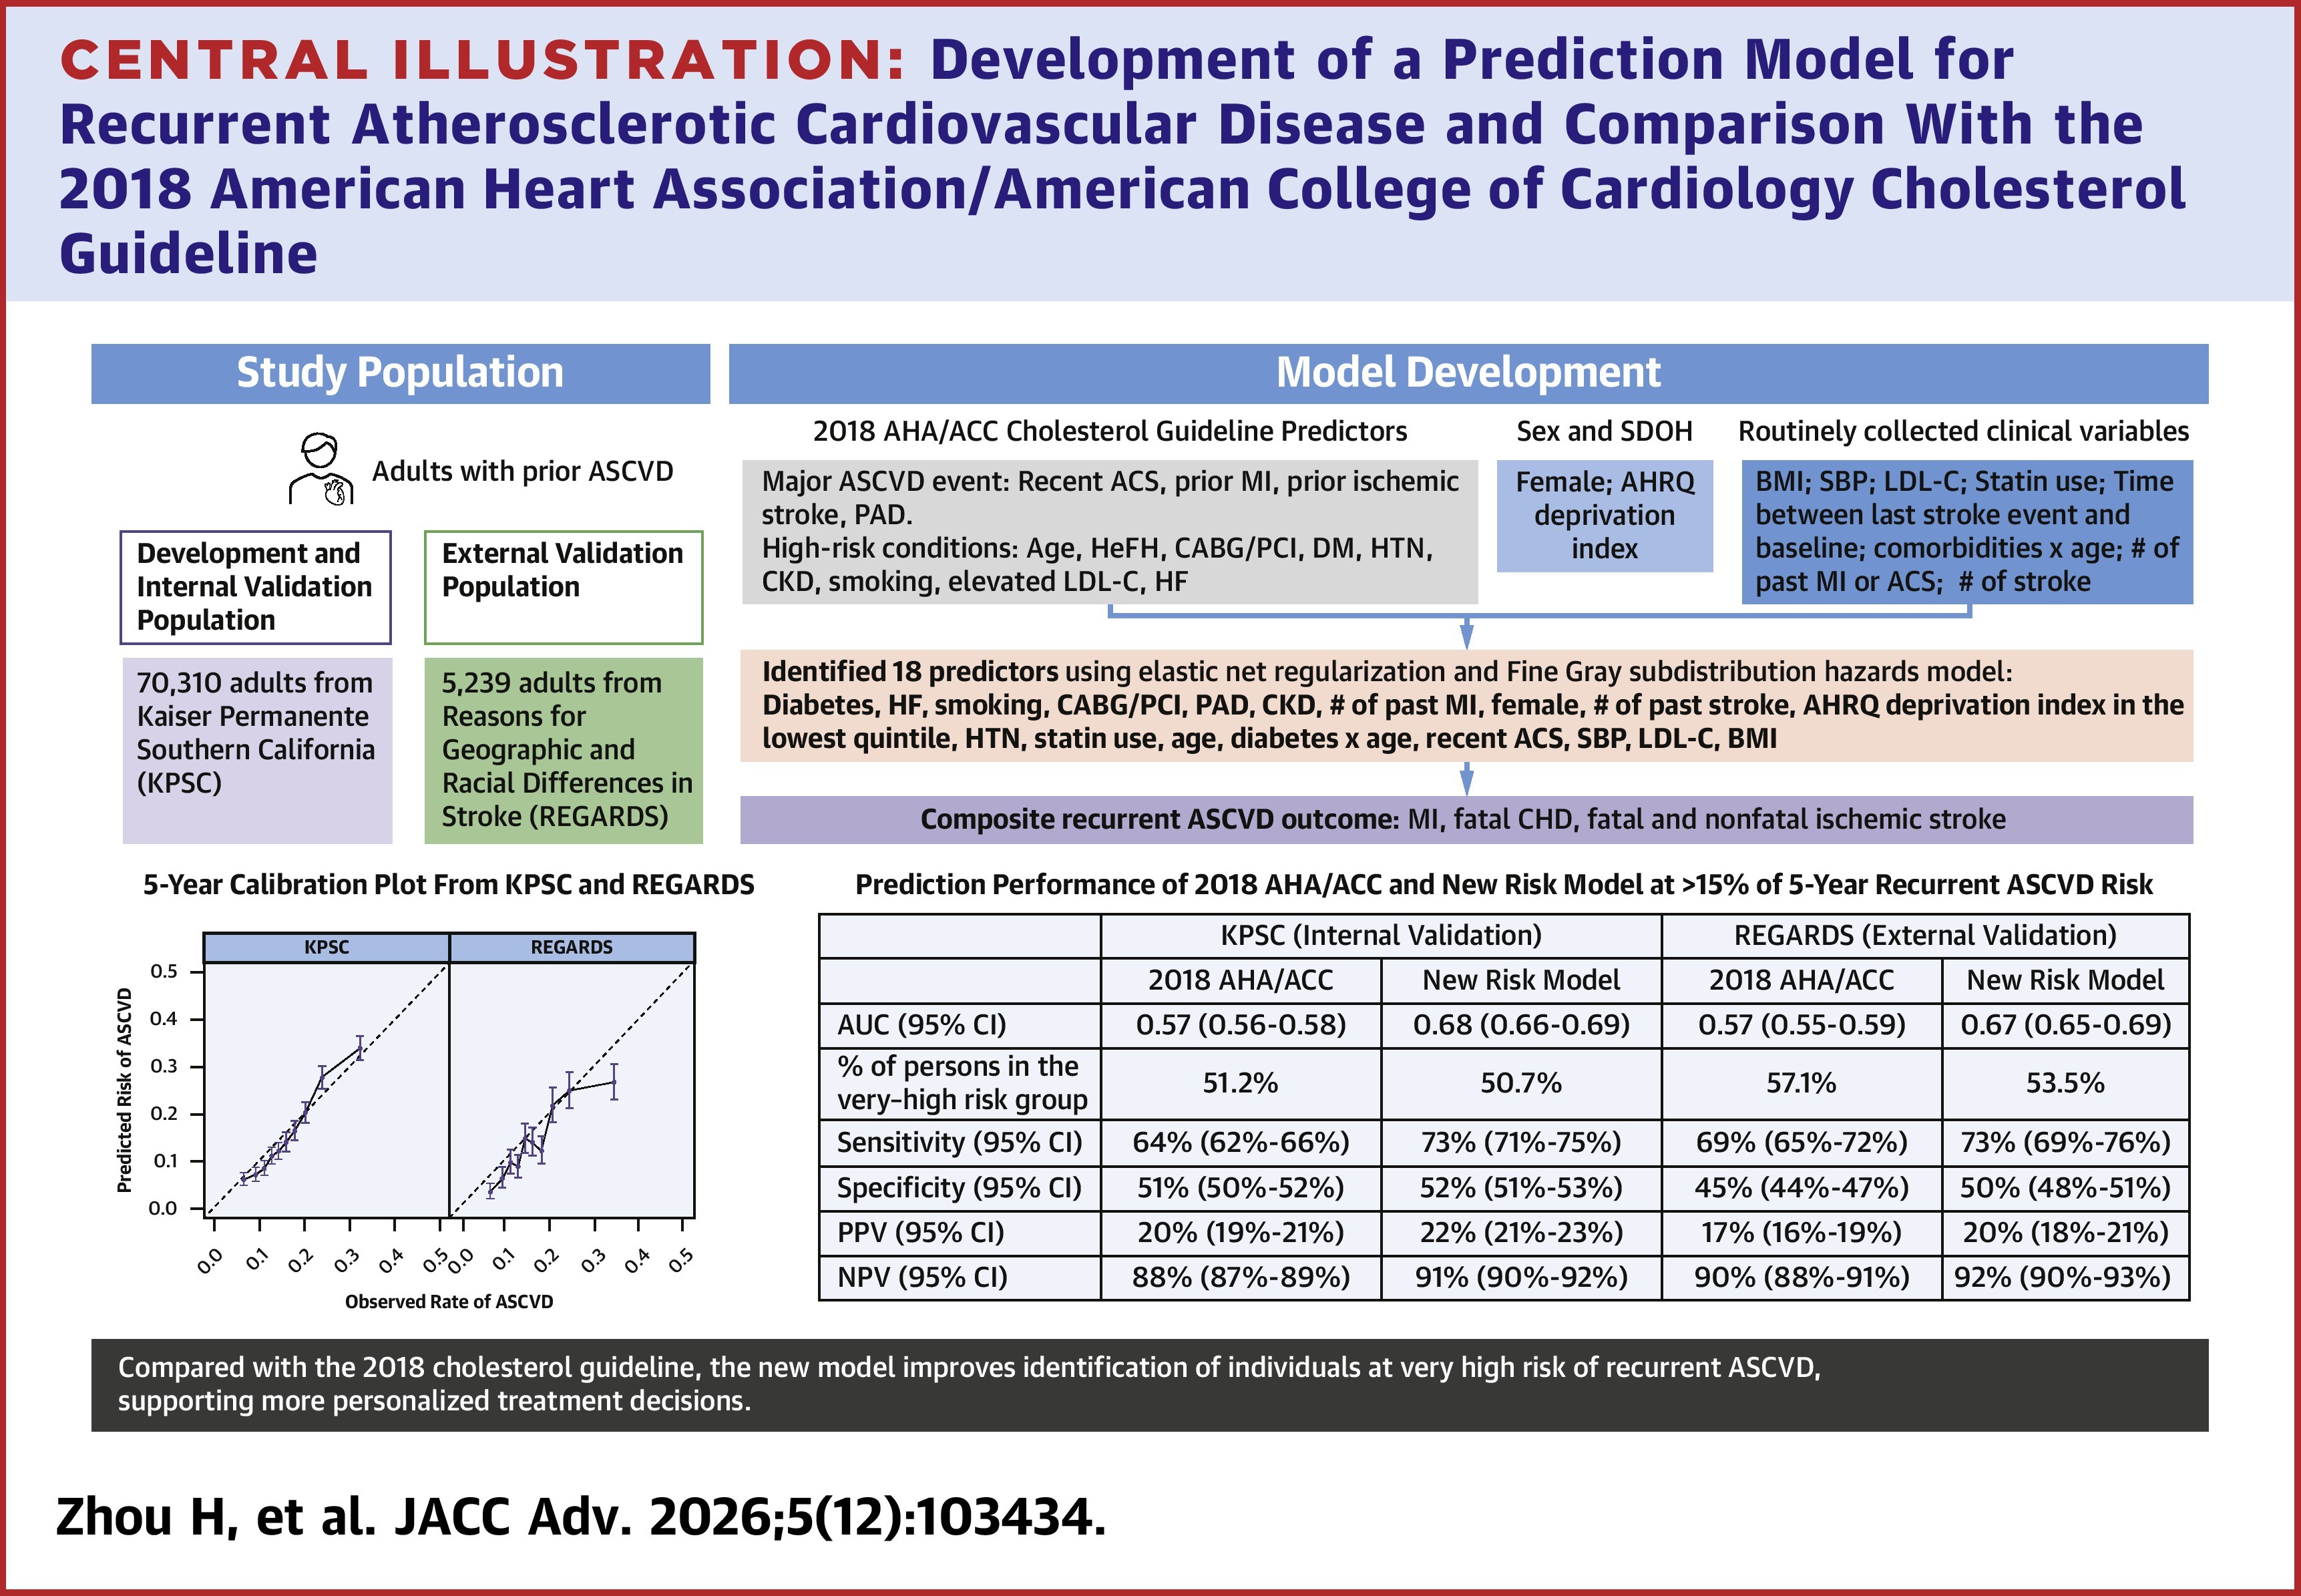 CENTRAL ILLUSTRATION: Development of a Prediction Model for
Recurrent Atherosclerotic Cardiovascular Disease and Comparison With the
2018 American Heart Association/American College of Cardiology Cholesterol
Guideline
Study Population
Adults with prior ASCVD
Development and
Internal Validation
Population
External Validation
Population
70,310 adults from
Kaiser Permanente
Southern California
(KPSC)
5,239 adults from
Reasons for
Geographic and
Racial Differences in
Stroke (REGARDS)
Model Development
2018 AHA/ACC Cholesterol Guideline Predictors
Major ASCVD event: Recent ACS, prior MI, prior ischemic
stroke, PAD.
High-risk conditions: Age, HeFH, CABG/PCI, DM, HTN,
CKD, smoking, elevated LDL-C, HF
Sex and SDOH
Female; AHRQ
deprivation
index
Routinely collected clinical variables
BMI; SBP; LDL-C; Statin use; Time
between last stroke event and
baseline; comorbidities x age; # of
past MI or ACS; # of stroke
Identified 18 predictors using elastic net regularization and Fine Gray subdistribution hazards model:
Diabetes, HF, smoking, CABG/PCI, PAD, CKD, # of past MI, female, # of past stroke, AHRQ deprivation index in the
lowest quintile, HTN, statin use, age, diabetes x age, recent ACS, SBP, LDL-C, BMI
Composite recurrent ASCVD outcome: MI, fatal CHD, fatal and nonfatal ischemic stroke
5-Year Calibration Plot From KPSC and REGARDS
KPSC REGARDS
Predicted Risk of ASCVD
0.5
0.4
0.3
0.2
0.1
0.0
0.0 0.1 0.2 0.3 0.4 0.5 0.0 0.1 0.2 0.3 0.4 0.5
Observed Rate of ASCVD
Prediction Performance of 2018 AHA/ACC and New Risk Model at >15% of 5-Year Recurrent ASCVD Risk
KPSC (Internal Validation) REGARDS (External Validation)
2018 AHA/ACC New Risk Model 2018 AHA/ACC New Risk Model
AUC (95% CI) 0.57 (0.56-0.58) 0.68 (0.66-0.69) 0.57 (0.55-0.59) 0.67 (0.65-0.69)
% of persons in the
very-high risk group 51.2% 50.7% 57.1% 53.5%
Sensitivity (95% CI) 64% (62%-66%) 73% (71%-75%) 69% (65%-72%) 73% (69%-76%)
Specificity (95% CI) 51% (50%-52%) 52% (51%-53%) 45% (44%-47%) 50% (48%-51%)
PPV (95% CI) 20% (19%-21%) 22% (21%-23%) 17% (16%-19%) 20% (18%-21%)
NPV (95% CI) 88% (87%-89%) 91% (90%-92%) 90% (88%-91%) 92% (90%-93%)
Compared with the 2018 cholesterol guideline, the new model improves identification of individuals at very high risk of recurrent ASCVD,
supporting more personalized treatment decisions.
Zhou H, et al. JACC Adv. 2026;5(12):103434.